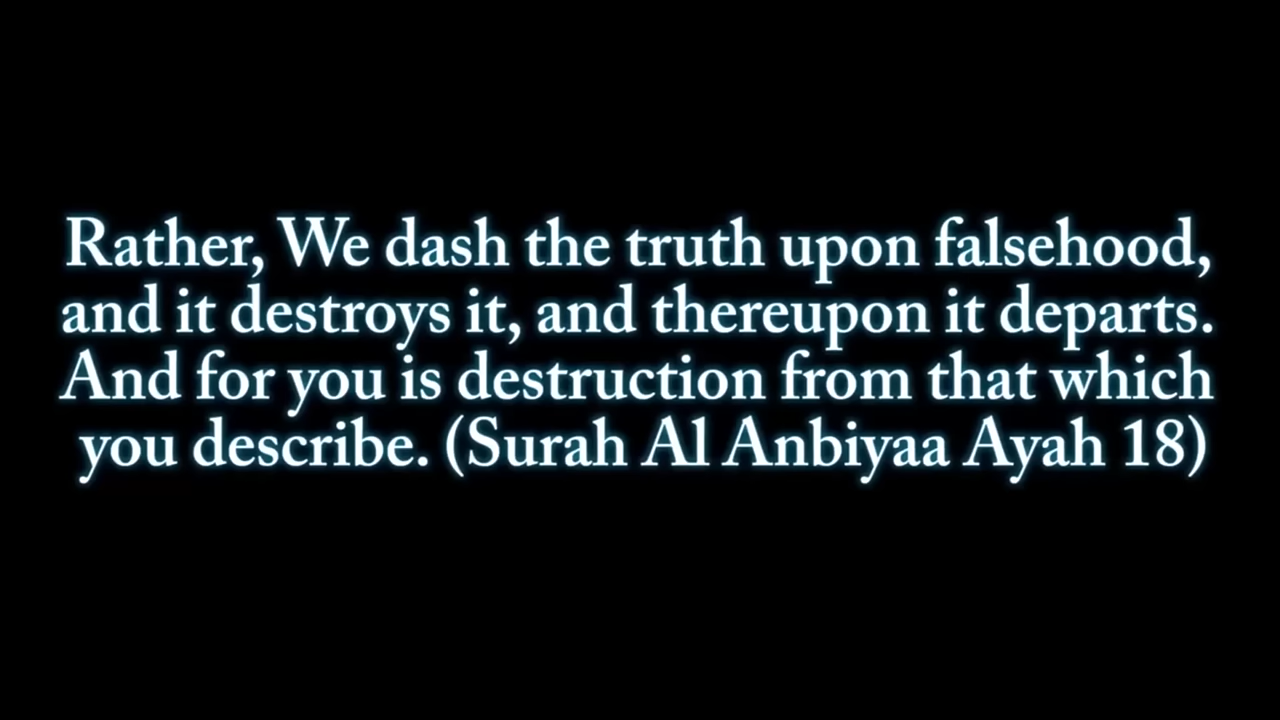 Rather, We dash the truth upon falsehood,
and it destroys it, and thereupon it departs.
And for you is destruction from that which
you describe. (Surah Al Anbiyaa Ayah 18)